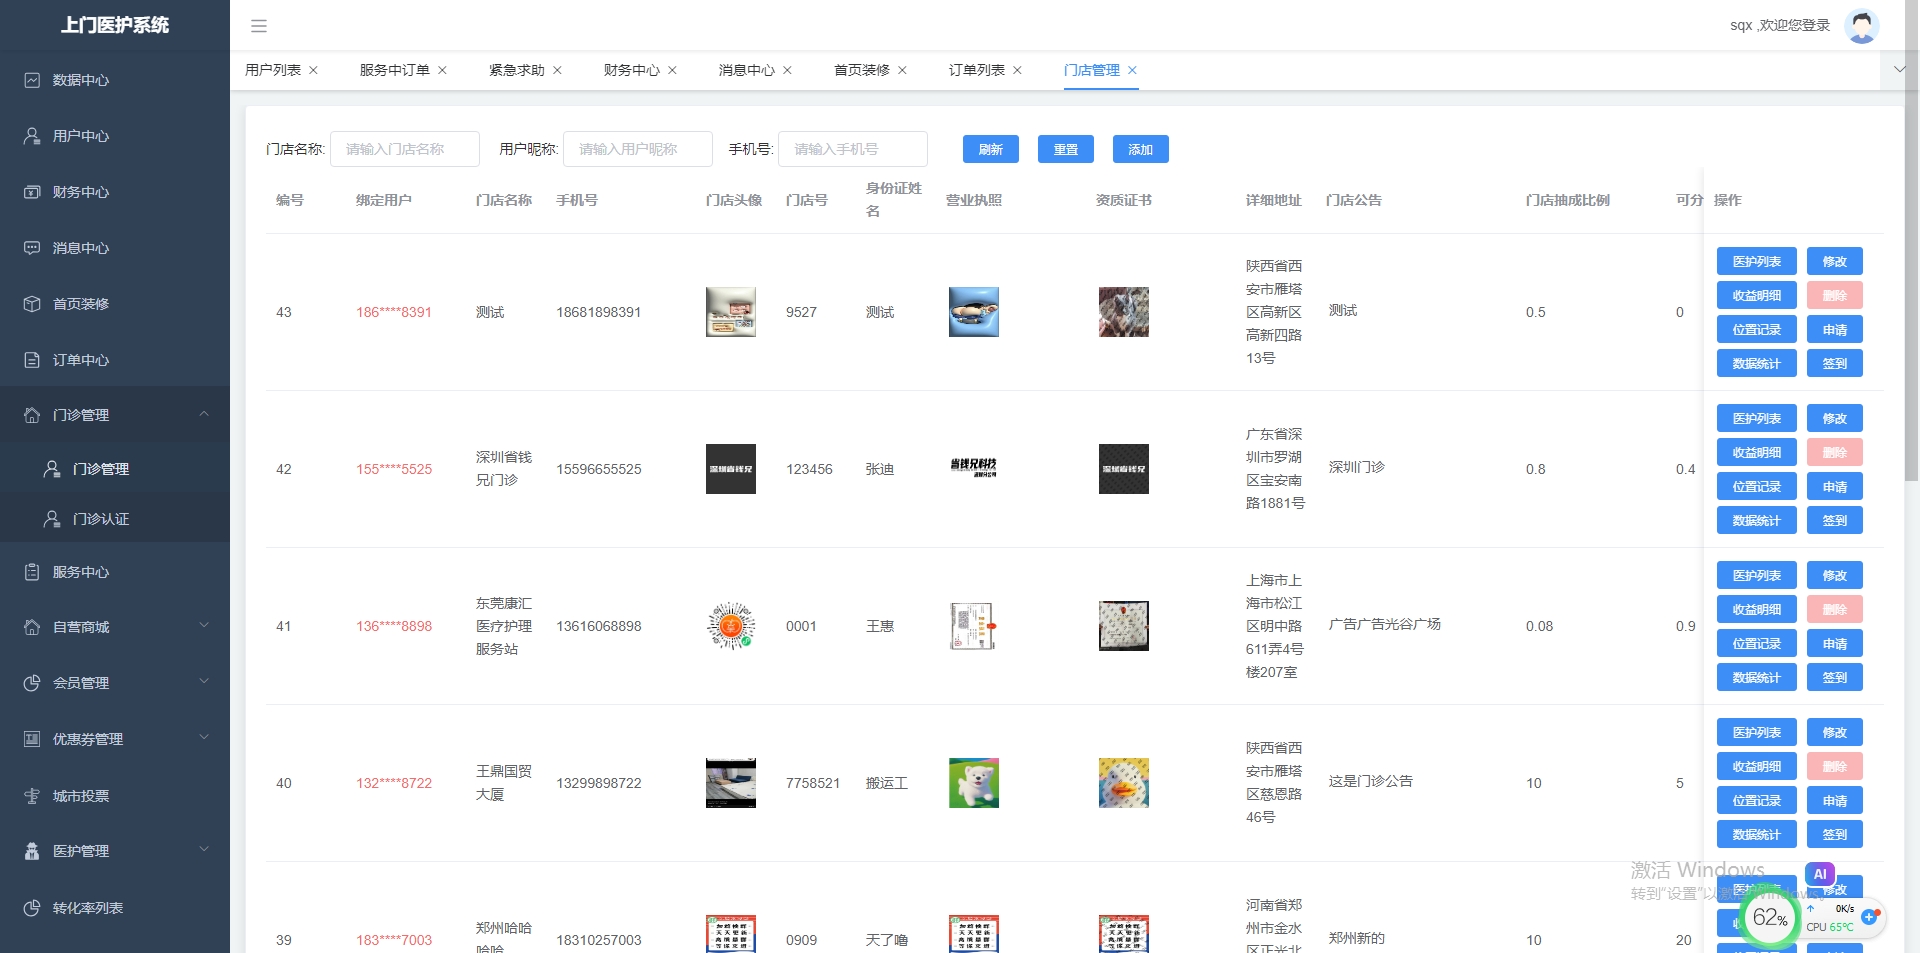 上门医护系统
sqx ,欢迎您登录
数据中心
用户中心
财务中心
消息中心
首页装修
订单中心
门诊管理
门诊管理
门诊认证
服务中心
自营商城
会员管理
优惠券管理
城市投票
医护管理
转化率列表
用户列表 服务中订单 紧急求助 财务中心 消息中心 首页装修 订单列表 门店管理
门店名称: 请输入门店名称 用户昵称: 请输入用户昵称 手机号: 请输入手机号 刷新 重置 添加
编号 绑定用户 门店名称 手机号 门店头像 门店号 身份证姓名 营业执照 资质证书 详细地址 门店公告 门店抽成比例 可分 操作
43 186****8391 测试 18681898391 9527 测试
陕西省西
安市雁塔
区高新区
高新四路
13号
测试 0.5 0
医护列表 修改
收益明细 删除
位置记录 申请
数据统计 签到
42 155****5525
深圳省钱
兄门诊
15596655525
深圳省钱兄
123456 张迪
省钱兄科技
深圳省钱兄
广东省深
圳市罗湖
区宝安南
路1881号
深圳门诊 0.8 0.4
医护列表 修改
收益明细 删除
位置记录 申请
数据统计 签到
41 136****8898
东莞康汇
医疗护理
服务站
13616068898 0001 王惠
上海市上
海市松江
区明中路
611弄4号
楼207室
广告广告光谷广场 0.08 0.9
医护列表 修改
收益明细 删除
位置记录 申请
数据统计 签到
40 132****8722
王鼎国贸
大厦
13299898722 7758521 搬运工
陕西省西
安市雁塔
区慈恩路
46号
这是门诊公告 10 5
医护列表 修改
收益明细 删除
位置记录 申请
数据统计 签到
39 183****7003
郑州哈哈
哈哈
18310257003 0909 天了噜
河南省郑
州市金水
区正光北
郑州新的 10 20
医护列表 修改
激活 Windows
转到“设置”以激活 Windows。
AI
62%
0K/s
CPU 65℃